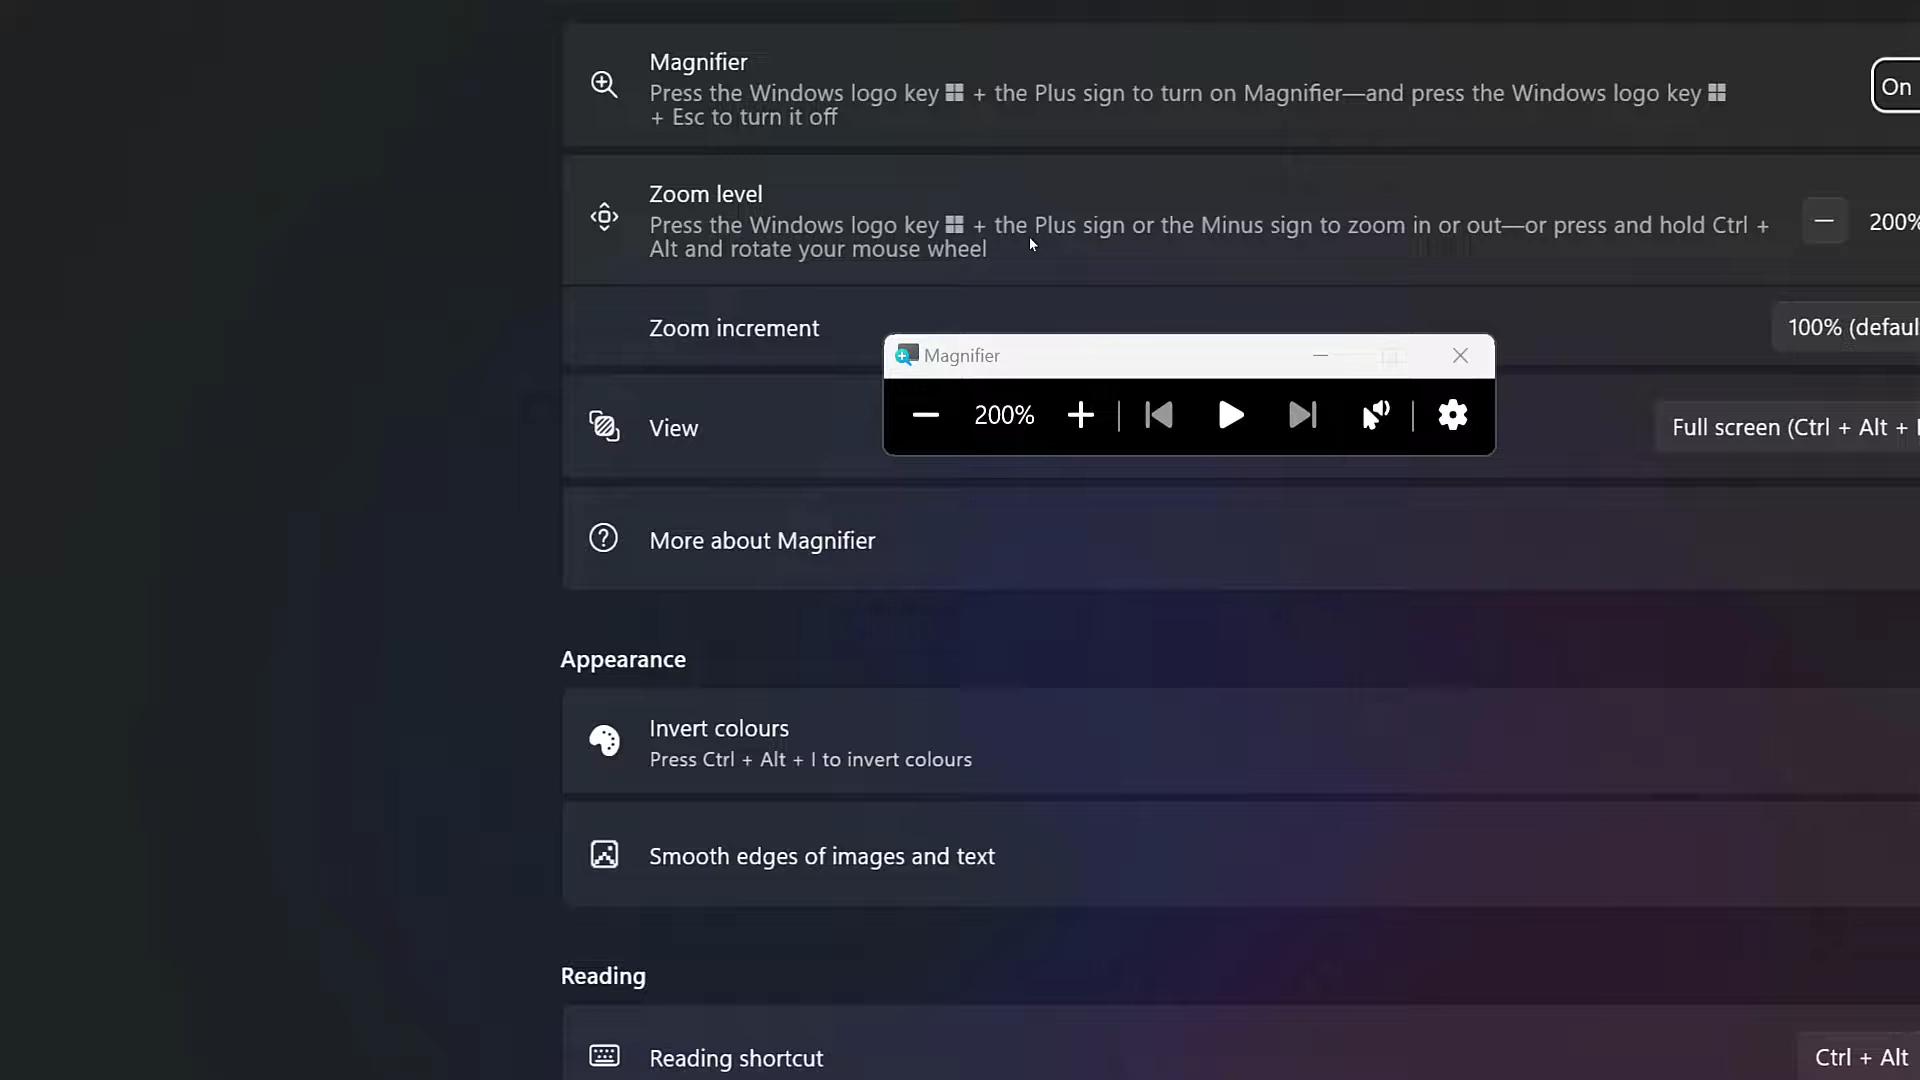 Magnifier
Press the Windows logo key + the Plus sign to turn on Magnifier—and press the Windows logo key
+ Esc to turn it off
On
Zoom level
Press the Windows logo key + the Plus sign or the Minus sign to zoom in or out—or press and hold Ctrl +
Alt and rotate your mouse wheel
200%
Zoom increment
100% (defaul
Magnifier
200%
View
Full screen (Ctrl + Alt +
More about Magnifier
Appearance
Invert colours
Press Ctrl + Alt + I to invert colours
Smooth edges of images and text
Reading
Reading shortcut
Ctrl + Alt